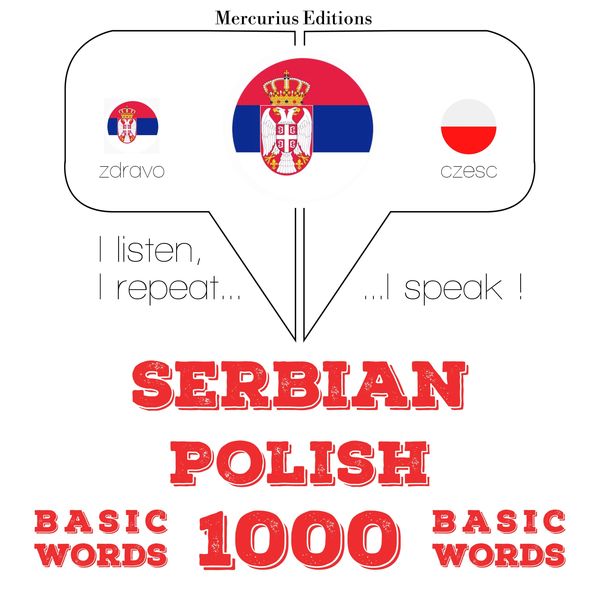 Mercurius Editions
zdravo
czesc
I listen,
I repeat...
...I speak !
SERBIAN
POLISH
BASIC WORDS
1000
BASIC WORDS